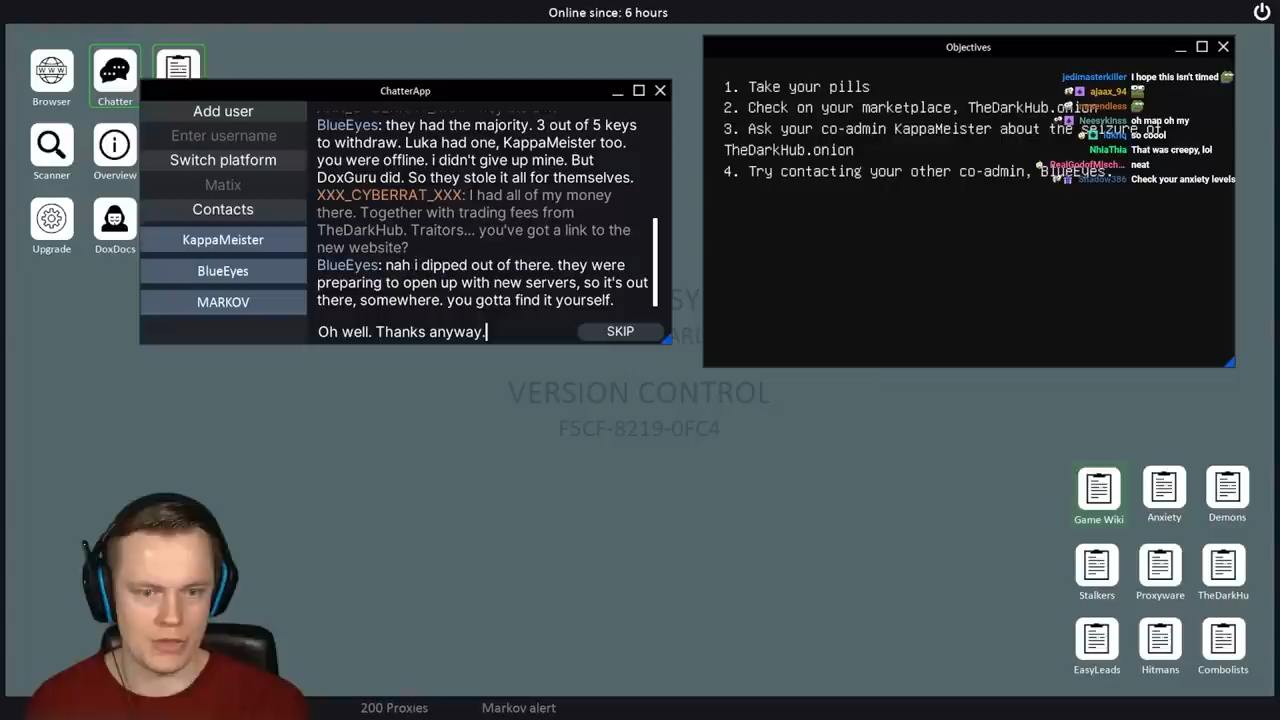 Online since: 6 hours
Browser
Chatter
Scanner
Overview
Upgrade
DoxDocs
ChatterApp
Add user
Enter username
Switch platform
Matix
Contacts
KappaMeister
BlueEyes
MARKOV
BlueEyes: they had the majority. 3 out of 5 keys
to withdraw. Luka had one, KappaMeister too.
you were offline. i didn't give up mine. But
DoxGuru did. So they stole it all for themselves.
XXX_CYBERRAT_XXX: I had all of my money
there. Together with trading fees from
TheDarkHub. Traitors... you've got a link to the
new website?
BlueEyes: nah i dipped out of there. they were
preparing to open up with new servers, so it's out
there, somewhere. you gotta find it yourself.
Oh well. Thanks anyway.
SKIP
Objectives
1. Take your pills
2. Check on your marketplace, TheDarkHub.onion
3. Ask your co-admin KappaMeister about the seizure of
TheDarkHub.onion
4. Try contacting your other co-admin, BlueEyes.
jedimasterkiller I hope this isn't timed
ajaax_94
Neesykinss oh map oh my
so coool
NhiaThia That was creepy, lol
RealGodofMisch... neat
Shadow386 Check your anxiety levels
VERSION CONTROL
F5CF-8219-0FC4
Game Wiki
Anxiety
Demons
Stalkers
Proxyware
TheDarkHu
EasyLeads
Hitmans
Combolists
200 Proxies
Markov alert